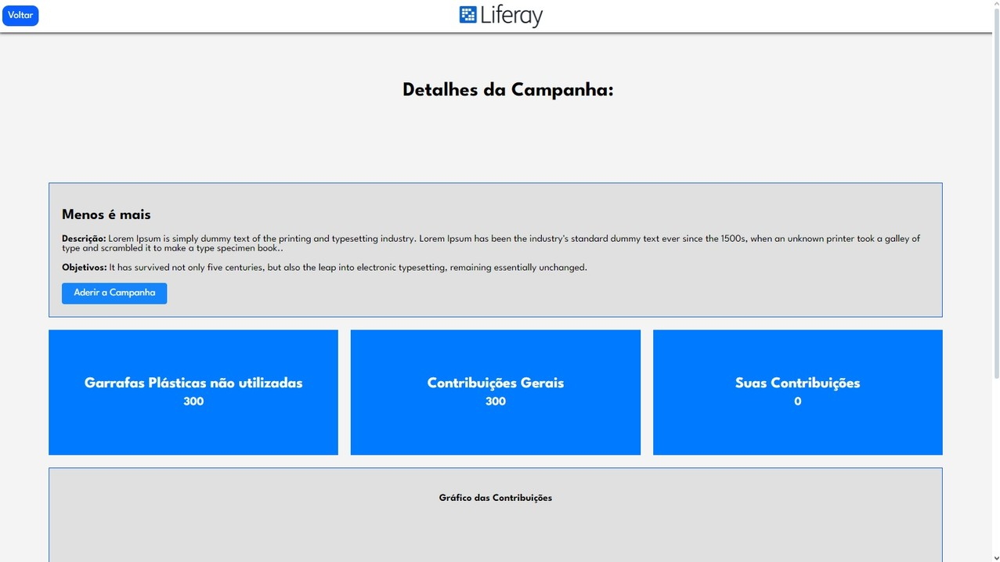 Voltar
Liferay
Detalhes da Campanha:
Menos é mais
Descrição: Lorem Ipsum is simply dummy text of the printing and typesetting industry. Lorem Ipsum has been the industry's standard dummy text ever since the 1500s, when an unknown printer took a galley of
type and scrambled it to make a type specimen book..
Objetivos: It has survived not only five centuries, but also the leap into electronic typesetting, remaining essentially unchanged.
Aderir a Campanha
Garrafas Plásticas não utilizadas
300
Contribuições Gerais
300
Suas Contribuições
0
Gráfico das Contribuições